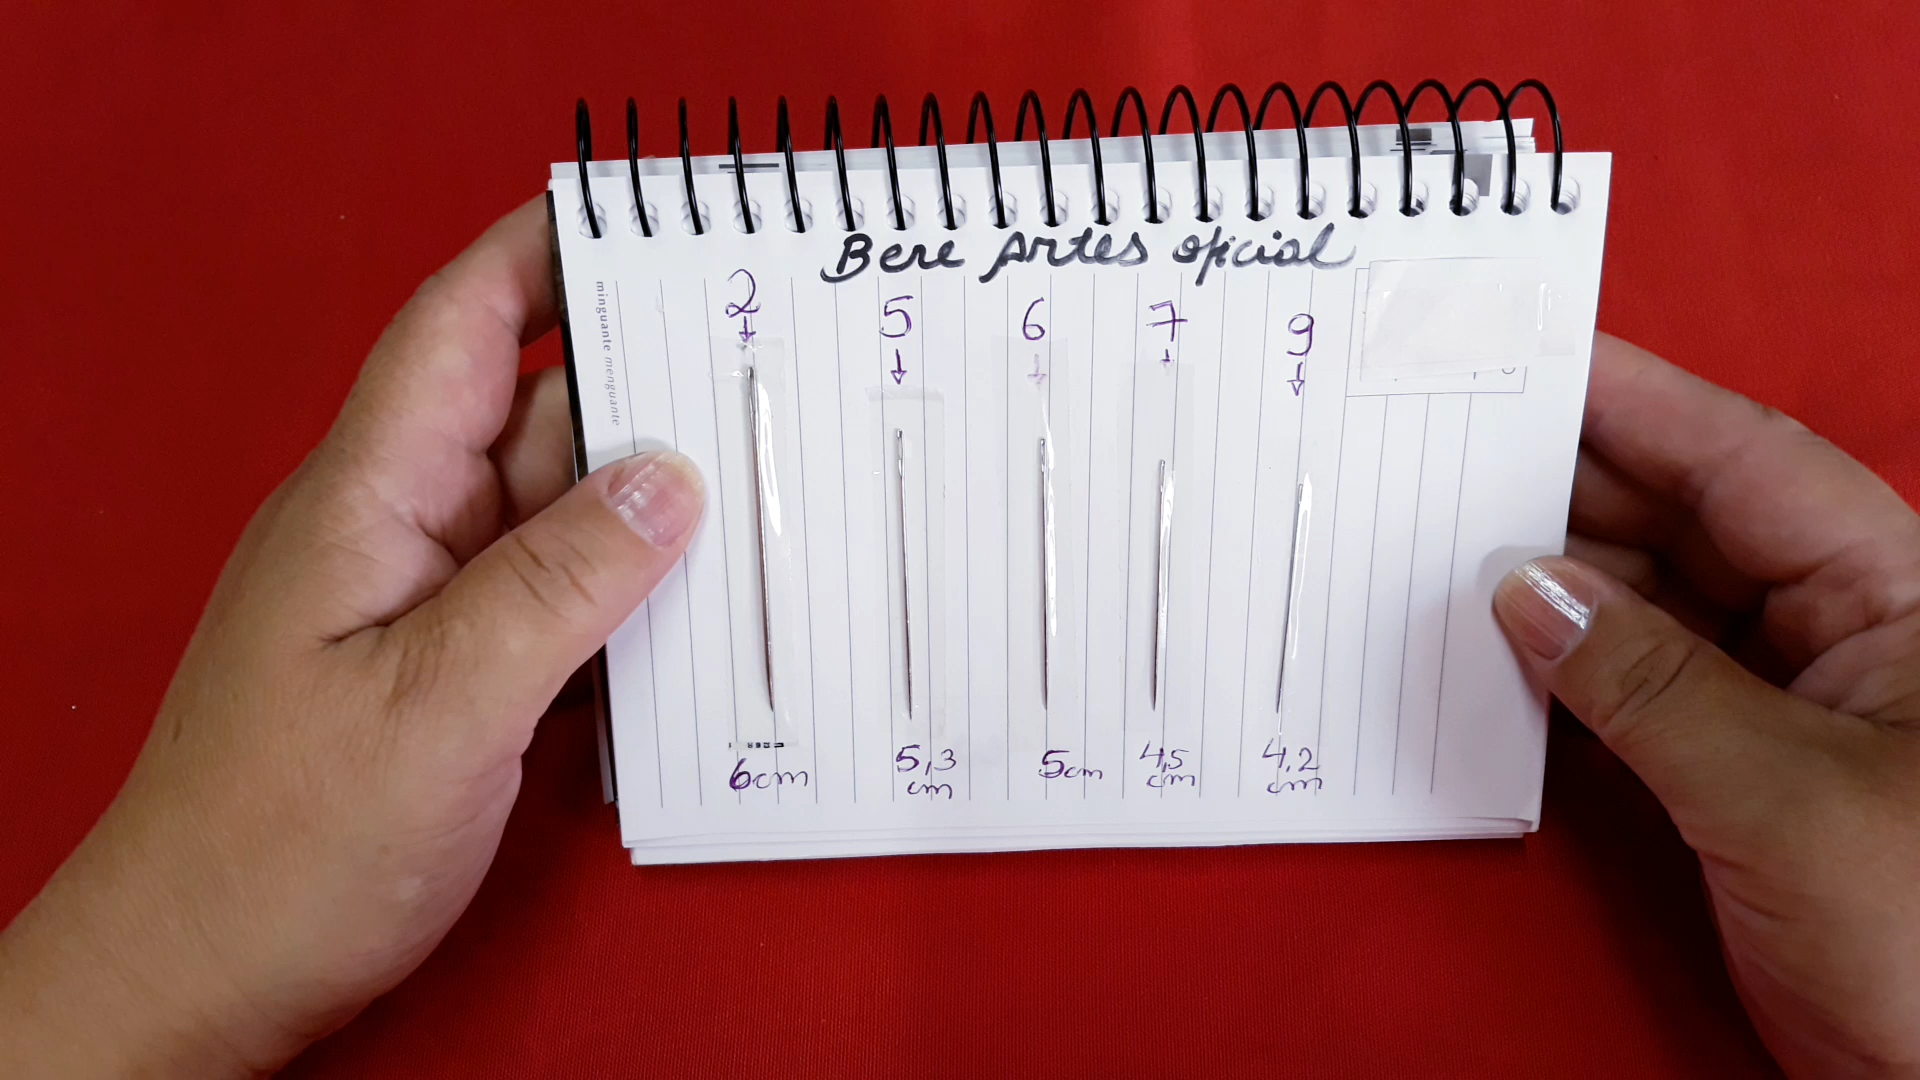 Bere Artes oficial
minguante menguante
2 5 6 7 9
6cm 5,3 cm 5cm 4,5 cm 4,2 cm